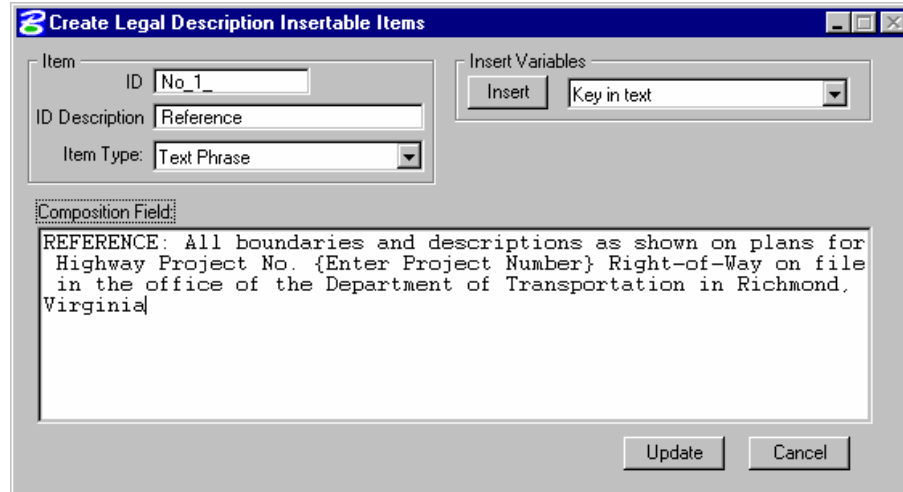 Create Legal Description Insertable Items
Item
ID No_1_
ID Description Reference
Item Type: Text Phrase
Insert Variables
Insert Key in text
Composition Field:
REFERENCE: All boundaries and descriptions as shown on plans for
Highway Project No. {Enter Project Number} Right-of-Way on file
in the office of the Department of Transportation in Richmond,
Virginia
Update Cancel